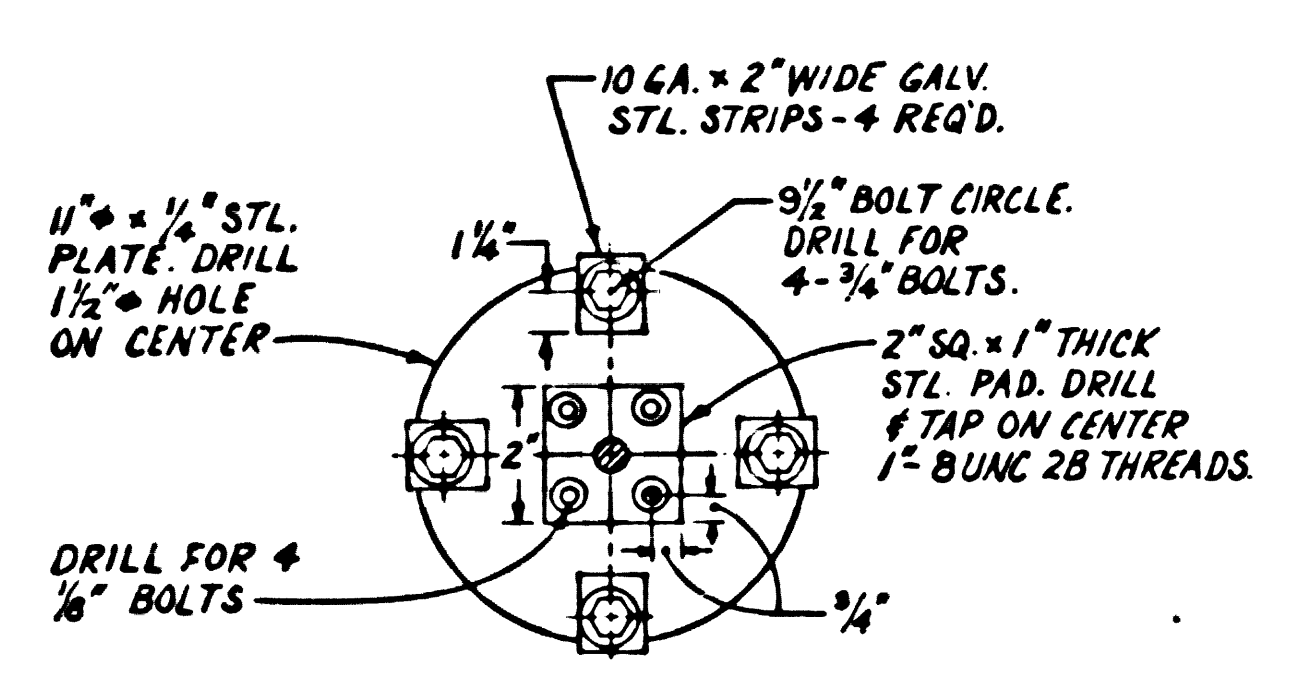 10 GA. x 2" WIDE GALV.
STL. STRIPS - 4 REQ'D.
9 1/2" BOLT CIRCLE.
DRILL FOR
4 - 3/4" BOLTS.
11"ϕ x 1/4" STL.
PLATE. DRILL
1 1/2"ϕ HOLE
ON CENTER
1 1/4"
2" SQ. x 1" THICK
STL. PAD. DRILL
& TAP ON CENTER
1"- 8 UNC 2B THREADS.
2"
DRILL FOR 4
1/8" BOLTS
3/4"